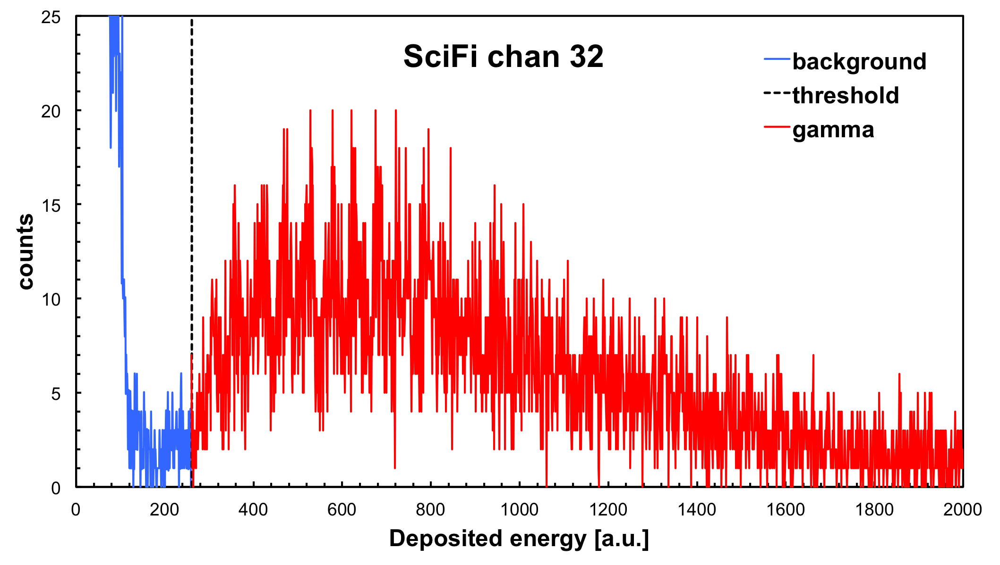 SciFi chan 32
background
threshold
gamma
counts
25
20
15
10
5
0
0 200 400 600 800 1000 1200 1400 1600 1800 2000
Deposited energy [a.u.]